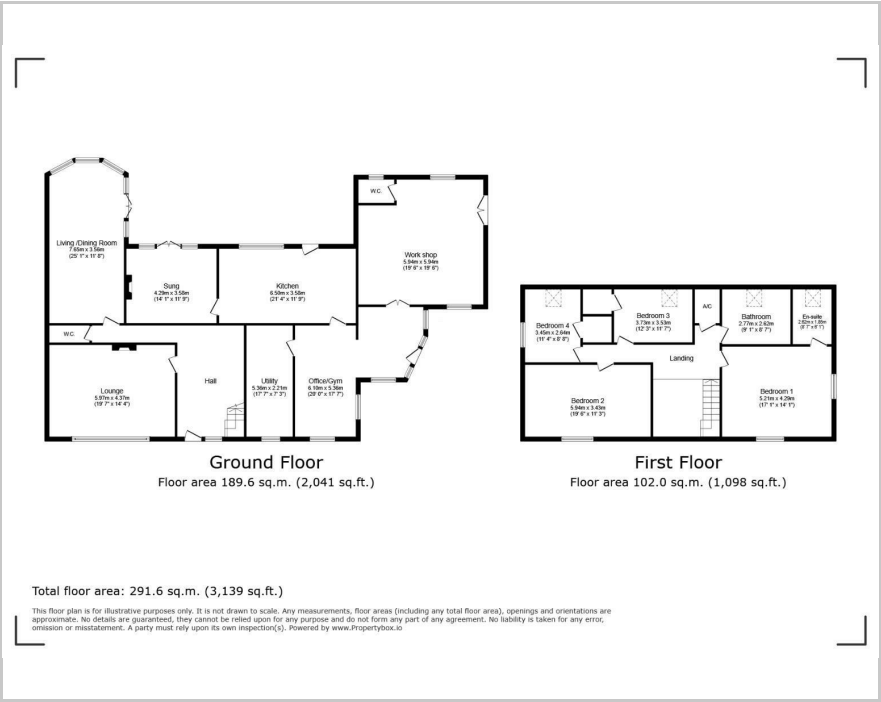 Living /Dining Room
7.65m x 3.56m
(25' 1" x 11' 8")
Sung
4.29m x 3.58m
(14' 1" x 11' 9")
Kitchen
6.50m x 3.58m
(21' 4" x 11' 9")
W.C.
Work shop
5.94m x 5.94m
(19' 6" x 19' 6")
W.C.
Lounge
5.97m x 4.37m
(19' 7" x 14' 4")
Hall
Utility
5.36m x 2.21m
(17' 7" x 7' 3")
Office/Gym
6.10m x 5.36m
(20' 0" x 17' 7")
Ground Floor
Floor area 189.6 sq.m. (2,041 sq.ft.)
Bedroom 4
3.45m x 2.64m
(11' 4" x 8' 8")
Bedroom 3
3.73m x 3.53m
(12' 3" x 11' 7")
A/C
Bathroom
2.77m x 2.62m
(9' 1" x 8' 7")
En-suite
2.62m x 1.85m
(8' 7" x 6' 1")
Landing
Bedroom 2
5.94m x 3.43m
(19' 6" x 11' 3")
Bedroom 1
5.21m x 4.29m
(17' 1" x 14' 1")
First Floor
Floor area 102.0 sq.m. (1,098 sq.ft.)
Total floor area: 291.6 sq.m. (3,139 sq.ft.)
This floor plan is for illustrative purposes only. It is not drawn to scale. Any measurements, floor areas (including any total floor area), openings and orientations are
approximate. No details are guaranteed, they cannot be relied upon for any purpose and do not form any part of any agreement. No liability is taken for any error,
omission or misstatement. A party must rely upon its own inspection(s). Powered by www.Propertybox.io